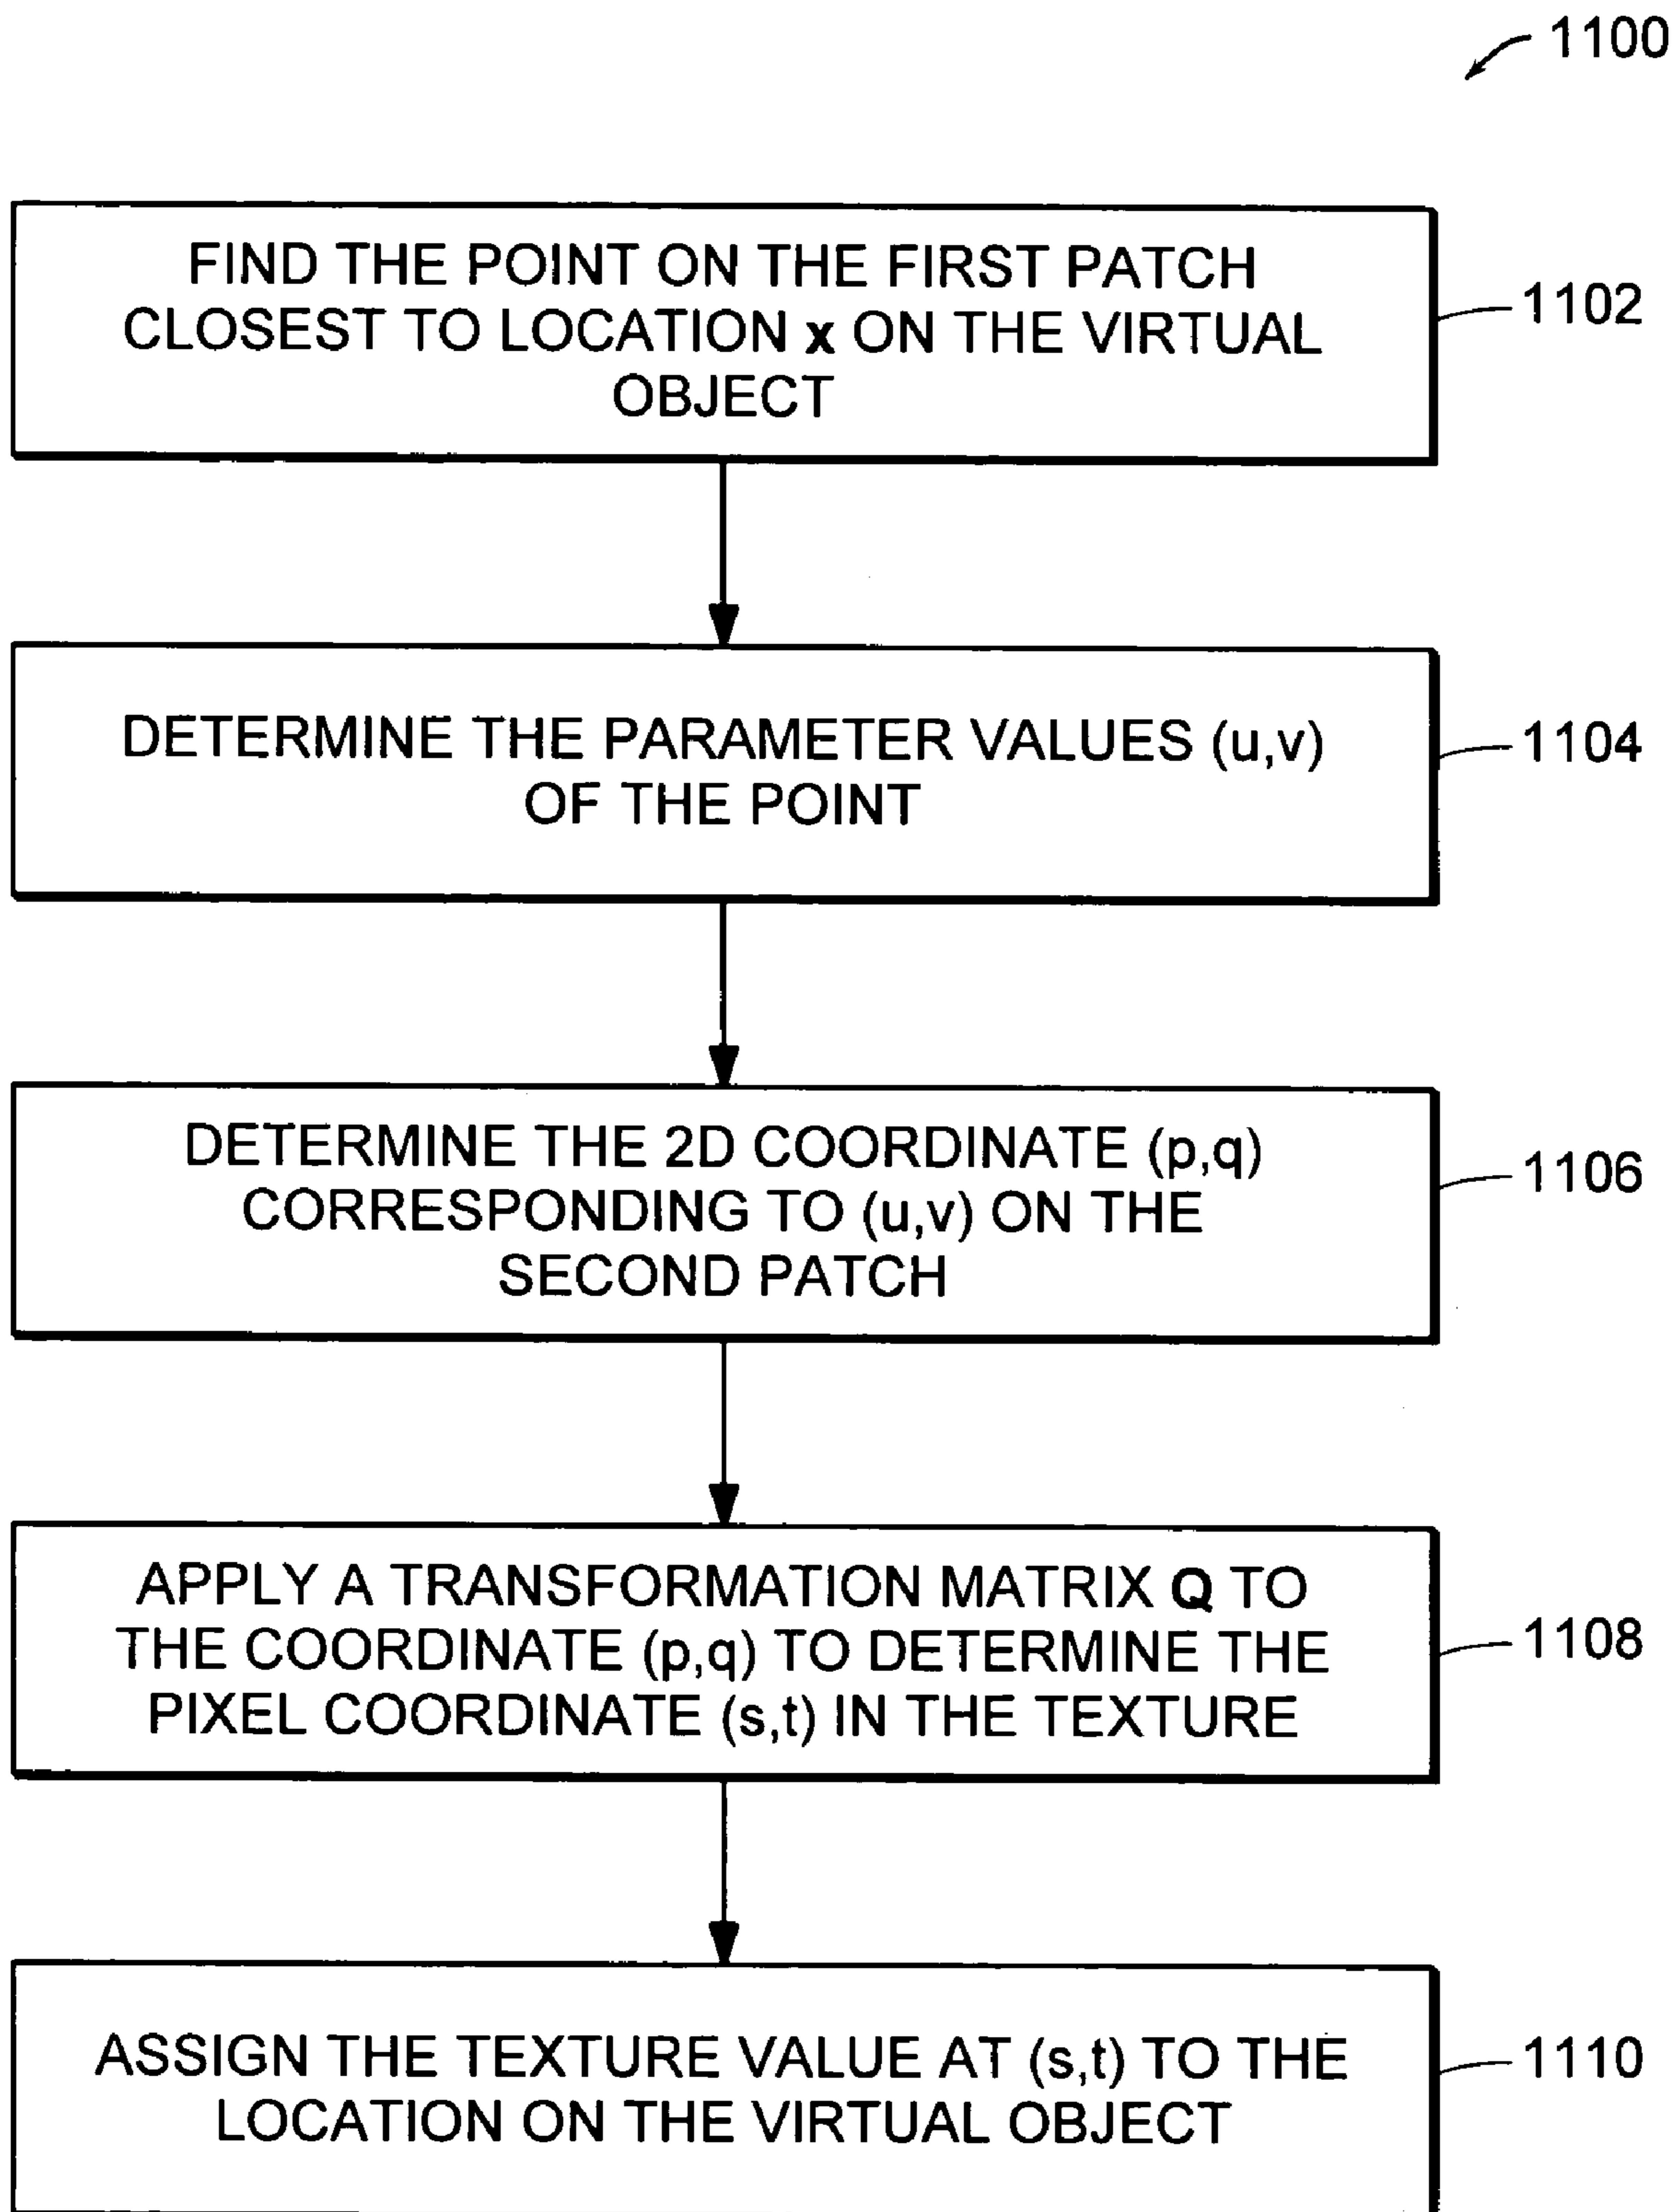 1100
FIND THE POINT ON THE FIRST PATCH
CLOSEST TO LOCATION x ON THE VIRTUAL
OBJECT
1102
DETERMINE THE PARAMETER VALUES (u,v)
OF THE POINT
1104
DETERMINE THE 2D COORDINATE (p,q)
CORRESPONDING TO (u,v) ON THE
SECOND PATCH
1106
APPLY A TRANSFORMATION MATRIX Q TO
THE COORDINATE (p,q) TO DETERMINE THE
PIXEL COORDINATE (s,t) IN THE TEXTURE
1108
ASSIGN THE TEXTURE VALUE AT (s,t) TO THE
LOCATION ON THE VIRTUAL OBJECT
1110